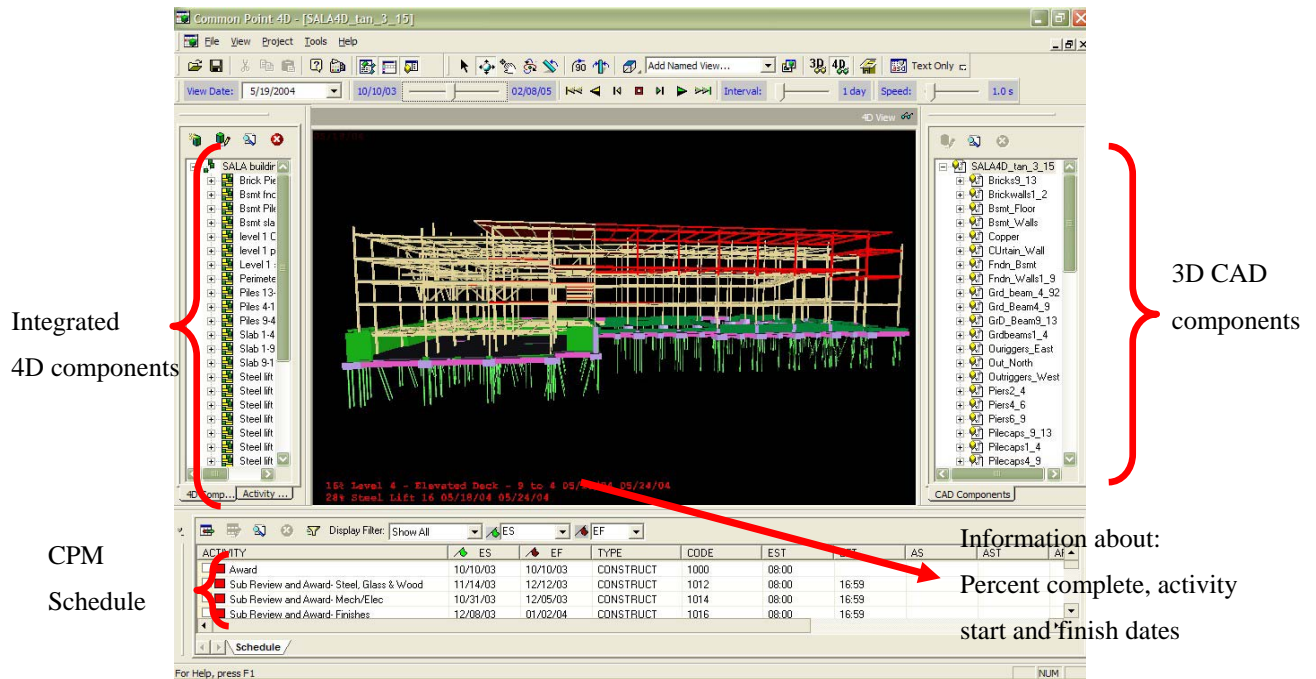 Common Point 4D - [SALA4D_tan_3_15]
File View Project Tools Help
Add Named View...
3D 4D
Text Only
View Date: 5/19/2004 10/10/03 02/08/05 Interval: 1 day Speed: 1.0 s
4D View
SALA buildin
Brick Pie
Bsmt fnc
Bsmt Pile
Bsmt sla
level 1 C
level 1 p
Level 1
Perimete
Piles 13-
Piles 4-1
Piles 9-4
Slab 1-4
Slab 1-9
Slab 9-1
Steel lift
Steel lift
Steel lift
Steel lift
Steel lift
Steel lift
4D Comp... Activity ...
Integrated
4D components
15% Level 4 - Elevated Deck - 9 to 4 05/ /04 05/24/04
28% Steel Lift 16 05/18/04 05/24/04
SALA4D_tan_3_15
Bricks9_13
Brickwalls1_2
Bsmt_Floor
Bsmt_Walls
Copper
CUrtain_Wall
Fndn_Bsmt
Fndn_Walls1_9
Grd_beam_4_92
Grd_Beam4_9
GrD_Beam9_13
Grdbeams1_4
Ouriggers_East
Out_North
Outriggers_West
Piers2_4
Piers4_6
Piers6_9
Pilecaps_9_13
Pilecaps1_4
Pilecaps4_9
CAD Components
3D CAD
components
Display Filter: Show All ES EF
ACTIVITY ES EF TYPE CODE EST AS AST
Award 10/10/03 10/10/03 CONSTRUCT 1000 08:00
Sub Review and Award- Steel, Glass & Wood 11/14/03 12/12/03 CONSTRUCT 1012 08:00 16:59
Sub Review and Award- Mech/Elec 10/31/03 12/05/03 CONSTRUCT 1014 08:00 16:59
Sub Review and Award- Finishes 12/08/03 01/02/04 CONSTRUCT 1016 08:00 16:59
Schedule
For Help, press F1
NUM
CPM
Schedule
Information about:
Percent complete, activity
start and finish dates